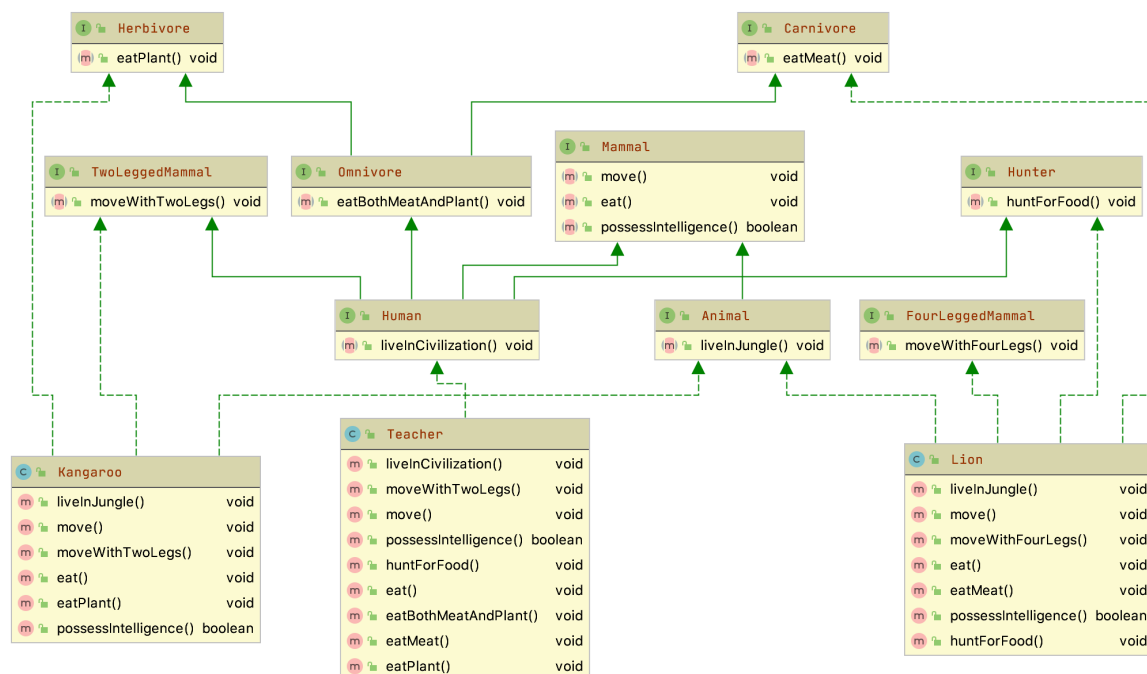 I Herbivore
m eatPlant() void
I Carnivore
m eatMeat() void
I TwoLeggedMammal
m moveWithTwoLegs() void
I Omnivore
m eatBothMeatAndPlant() void
I Mammal
m move() void
m eat() void
m possessIntelligence() boolean
I Hunter
m huntForFood() void
I Human
m liveInCivilization() void
I Animal
m liveInJungle() void
I FourLeggedMammal
m moveWithFourLegs() void
C Kangaroo
m liveInJungle() void
m move() void
m moveWithTwoLegs() void
m eat() void
m eatPlant() void
m possessIntelligence() boolean
C Teacher
m liveInCivilization() void
m moveWithTwoLegs() void
m move() void
m possessIntelligence() boolean
m huntForFood() void
m eat() void
m eatBothMeatAndPlant() void
m eatMeat() void
m eatPlant() void
C Lion
m liveInJungle() void
m move() void
m moveWithFourLegs() void
m eat() void
m eatMeat() void
m possessIntelligence() boolean
m huntForFood() void